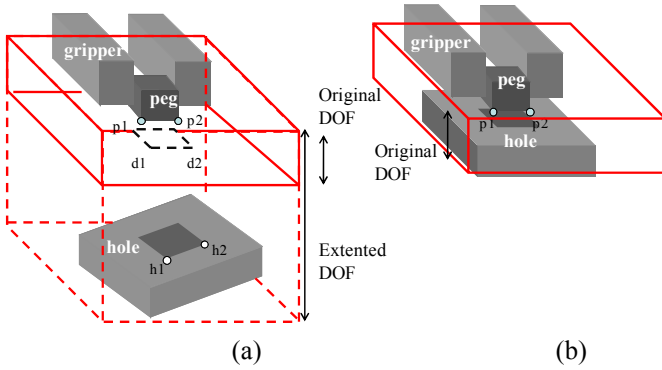 gripper
peg
p1
p2
d1
d2
hole
h1
h2
Original
DOF
Extented
DOF
(a)
gripper
peg
p1
p2
hole
Original
DOF
(b)